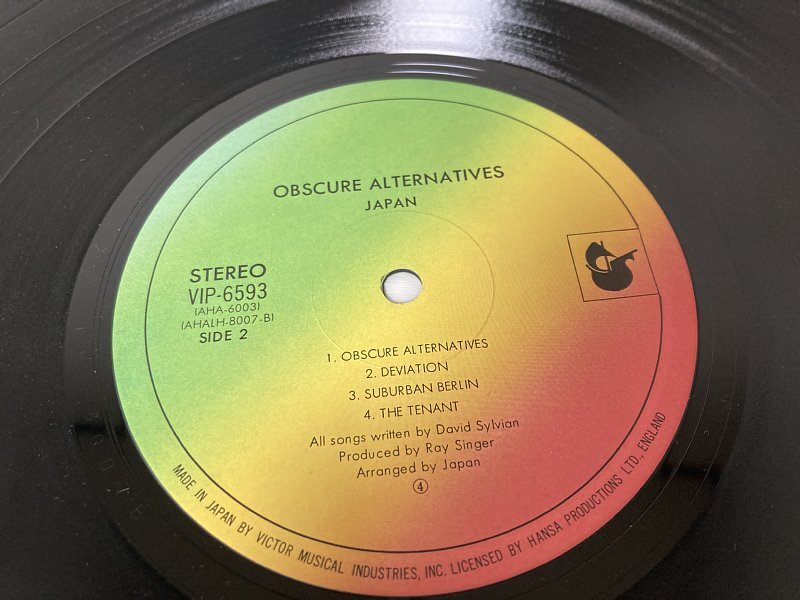 OBSCURE ALTERNATIVES
JAPAN
STEREO
VIP-6593
(AHA-6003)
(AHALH-8007-B)
SIDE 2
1. OBSCURE ALTERNATIVES
2. DEVIATION
3. SUBURBAN BERLIN
4. THE TENANT
All songs written by David Sylvian
Produced by Ray Singer
Arranged by Japan
④
MADE IN JAPAN BY VICTOR MUSICAL INDUSTRIES, INC. LICENSED BY HANSA PRODUCTIONS LTD., ENGLAND